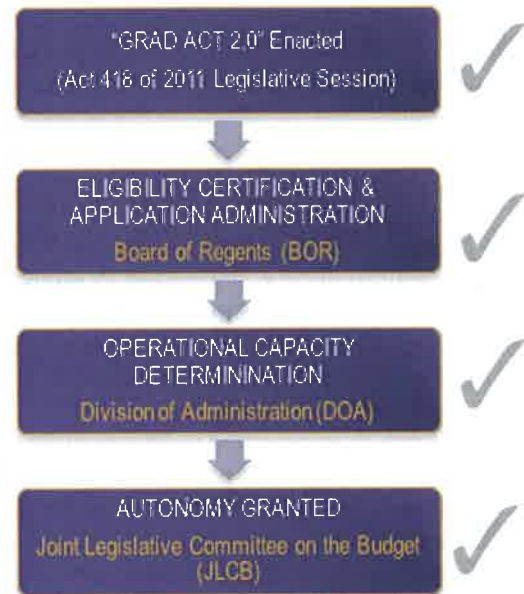 "GRAD ACT 2.0" Enacted
(Act 418 of 2011 Legislative Session)
ELIGIBILITY CERTIFICATION &
APPLICATION ADMINISTRATION
Board of Regents (BOR)
OPERATIONAL CAPACITY
DETERMININATION
Division of Administration (DOA)
AUTONOMY GRANTED
Joint Legislative Committee on the Budget
(JLCB)